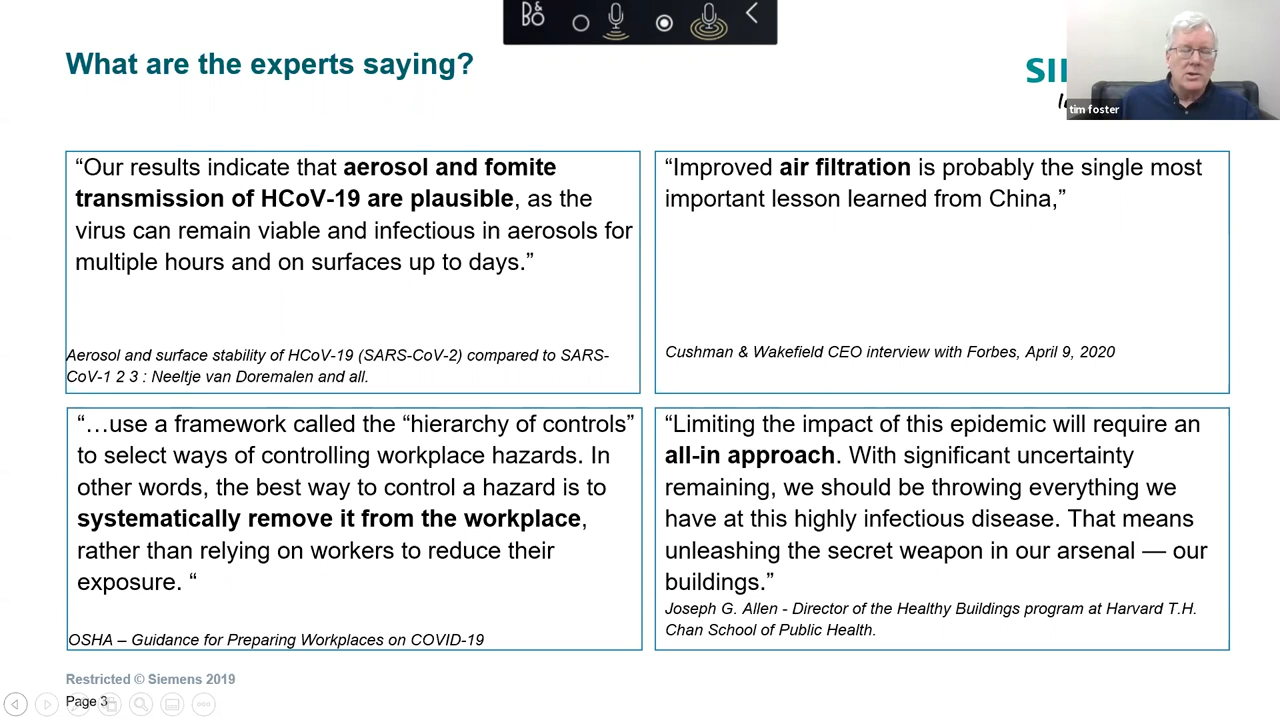 B&O
What are the experts saying?
SI
tim foster
“Our results indicate that aerosol and fomite
transmission of HCoV-19 are plausible, as the
virus can remain viable and infectious in aerosols for
multiple hours and on surfaces up to days.”
Aerosol and surface stability of HCoV-19 (SARS-CoV-2) compared to SARS-
CoV-1 2 3 : Neeltje van Doremalen and all.
“Improved air filtration is probably the single most
important lesson learned from China,”
Cushman & Wakefield CEO interview with Forbes, April 9, 2020
“…use a framework called the “hierarchy of controls”
to select ways of controlling workplace hazards. In
other words, the best way to control a hazard is to
systematically remove it from the workplace,
rather than relying on workers to reduce their
exposure. “
OSHA – Guidance for Preparing Workplaces on COVID-19
“Limiting the impact of this epidemic will require an
all-in approach. With significant uncertainty
remaining, we should be throwing everything we
have at this highly infectious disease. That means
unleashing the secret weapon in our arsenal — our
buildings.”
Joseph G. Allen - Director of the Healthy Buildings program at Harvard T.H.
Chan School of Public Health.
Restricted © Siemens 2019
Page 3